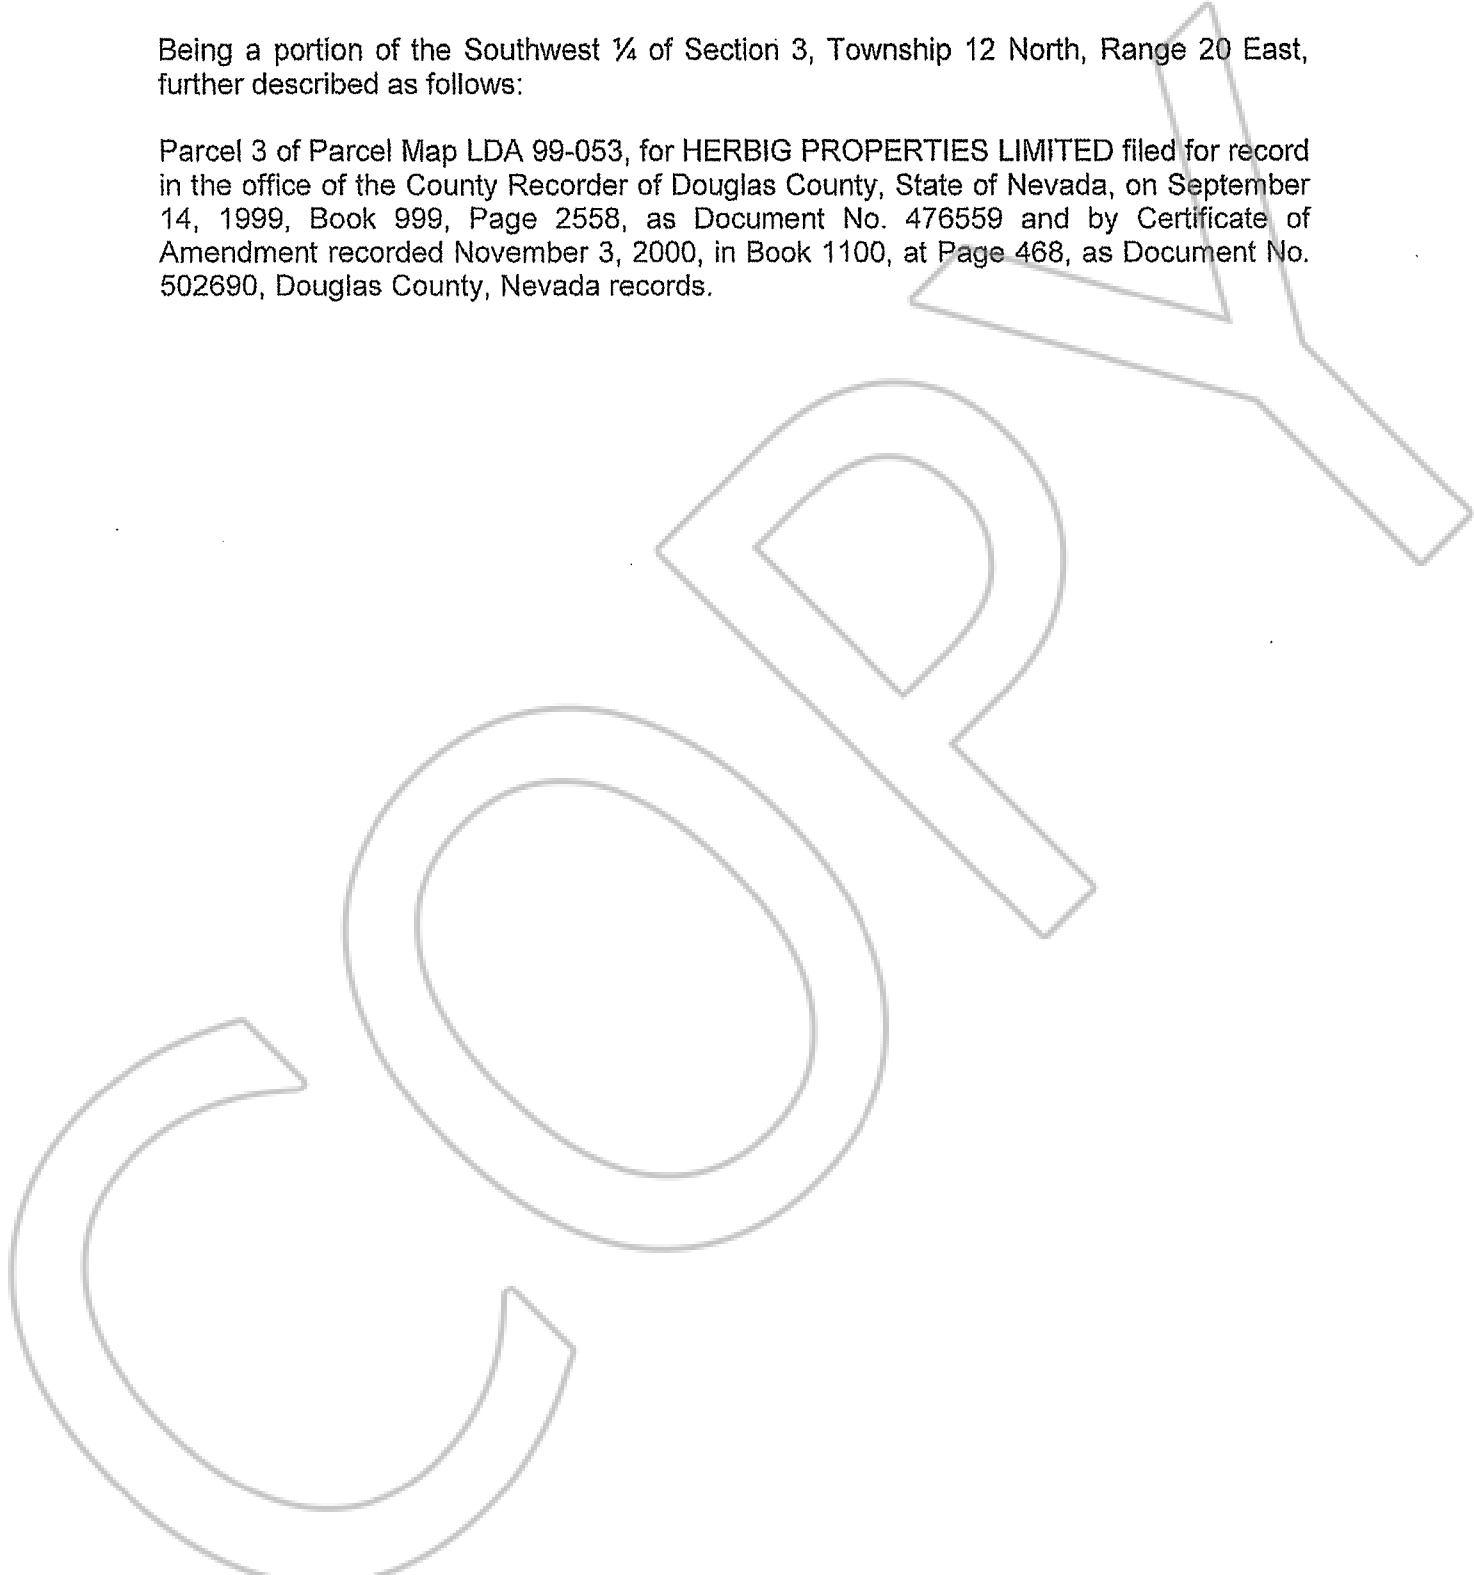 Being a portion of the Southwest ¼ of Section 3, Township 12 North, Range 20 East,
further described as follows:
Parcel 3 of Parcel Map LDA 99-053, for HERBIG PROPERTIES LIMITED filed for record
in the office of the County Recorder of Douglas County, State of Nevada, on September
14, 1999, Book 999, Page 2558, as Document No. 476559 and by Certificate of
Amendment recorded November 3, 2000, in Book 1100, at Page 468, as Document No.
502690, Douglas County, Nevada records.
COPY